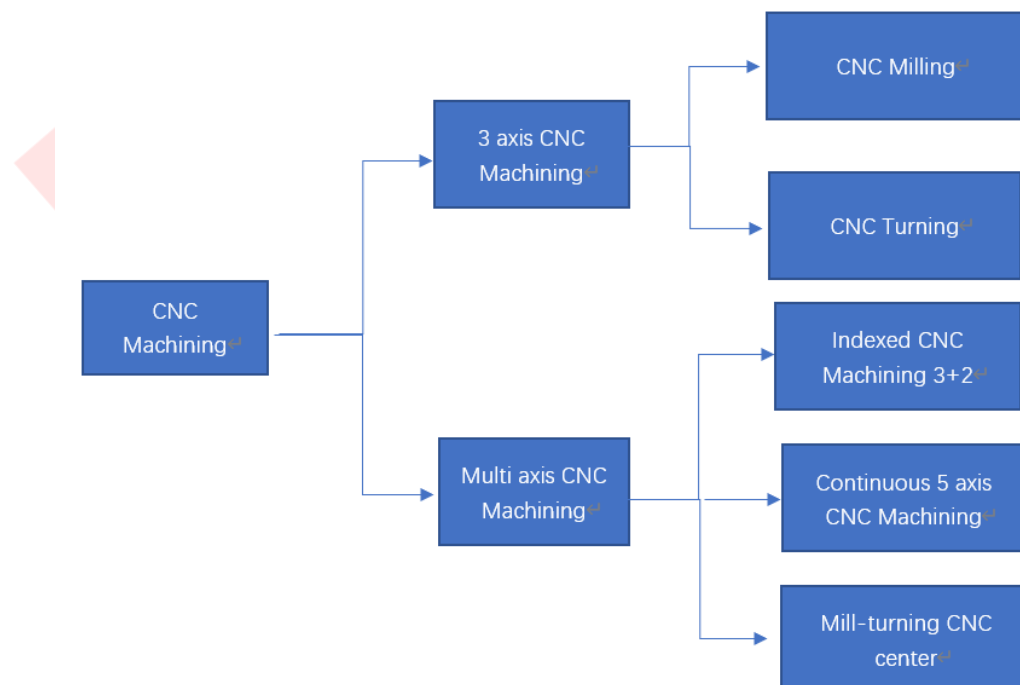 CNC Milling↵
3 axis CNC
Machining↵
CNC Turning↵
CNC
Machining↵
Indexed CNC
Machining 3+2↵
Multi axis CNC
Machining↵
Continuous 5 axis
CNC Machining↵
Mill-turning CNC
center↵